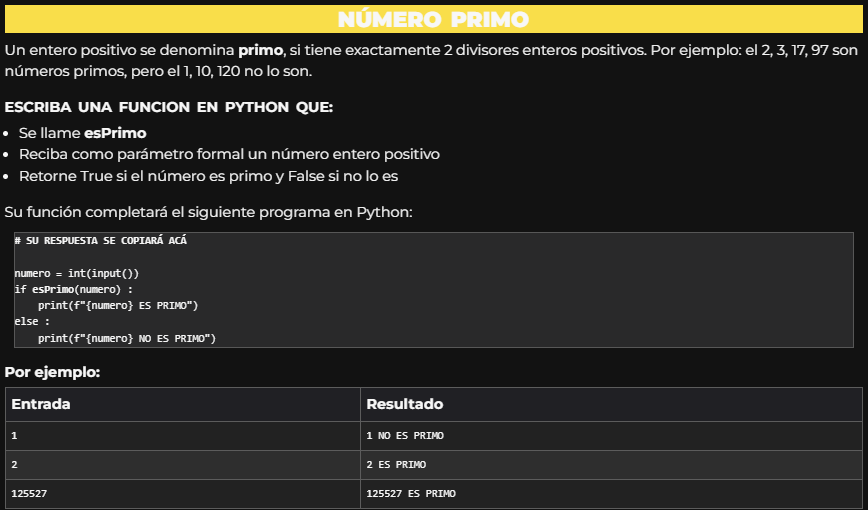 NÚMERO PRIMO
Un entero positivo se denomina primo, si tiene exactamente 2 divisores enteros positivos. Por ejemplo: el 2, 3, 17, 97 son
números primos, pero el 1, 10, 120 no lo son.
ESCRIBA UNA FUNCION EN PYTHON QUE:
• Se llame esPrimo
• Reciba como parámetro formal un número entero positivo
• Retorne True si el número es primo y False si no lo es
Su función completará el siguiente programa en Python:
# SU RESPUESTA SE COPIARÁ ACÁ
numero = int(input())
if esPrimo(numero) :
    print(f"{numero} ES PRIMO")
else :
    print(f"{numero} NO ES PRIMO")
Por ejemplo:
Entrada Resultado
1 1 NO ES PRIMO
2 2 ES PRIMO
125527 125527 ES PRIMO